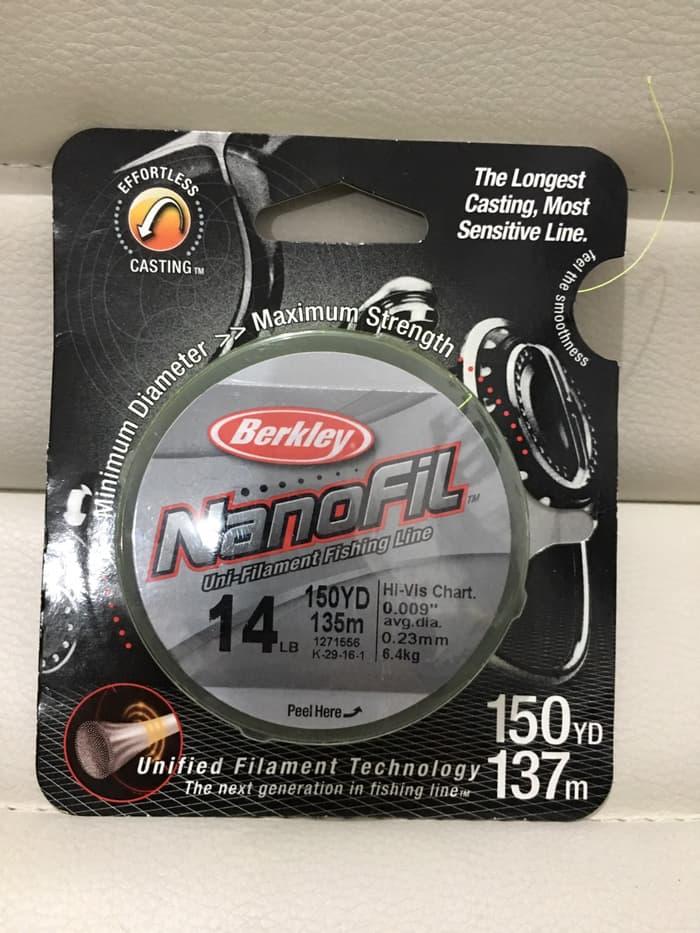 EFFORTLESS
CASTING™
The Longest
Casting, Most
Sensitive Line.
feel the smoothness
Minimum Diameter >> Maximum Strength
Berkley
NanoFil™
Uni-Filament Fishing Line
14LB
150YD
135m
1271556
K-29-16-1
Hi-Vis Chart.
0.009"
avg.dia.
0.23mm
6.4kg
Peel Here
150YD
137m
Unified Filament Technology
The next generation in fishing line™